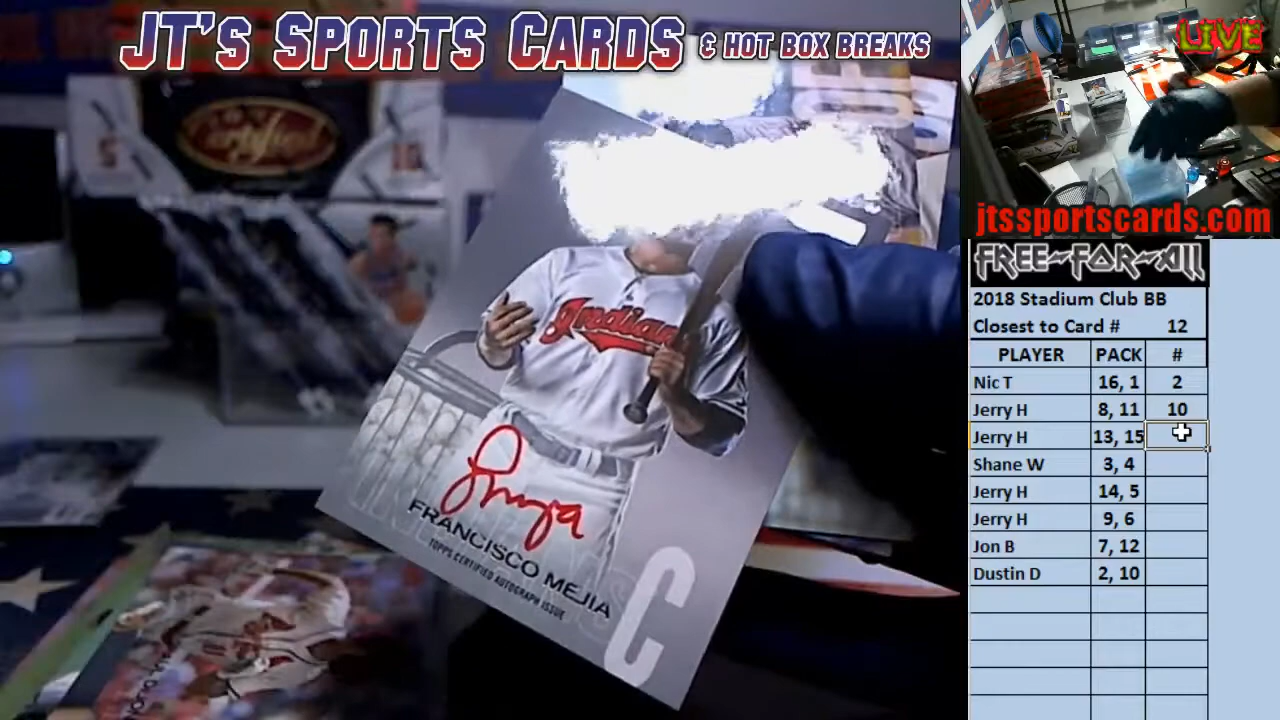 JT's Sports Cards & Hot Box Breaks
LIVE
jtssportscards.com
Free-For-All
2018 Stadium Club BB
Closest to Card # 12
PLAYER PACK #
Nic T 16, 1 2
Jerry H 8, 11 10
Jerry H 13, 15
Shane W 3, 4
Jerry H 14, 5
Jerry H 9, 6
Jon B 7, 12
Dustin D 2, 10
Indians
FRANCISCO MEJIA
TOPPS CERTIFIED AUTOGRAPH ISSUE
C